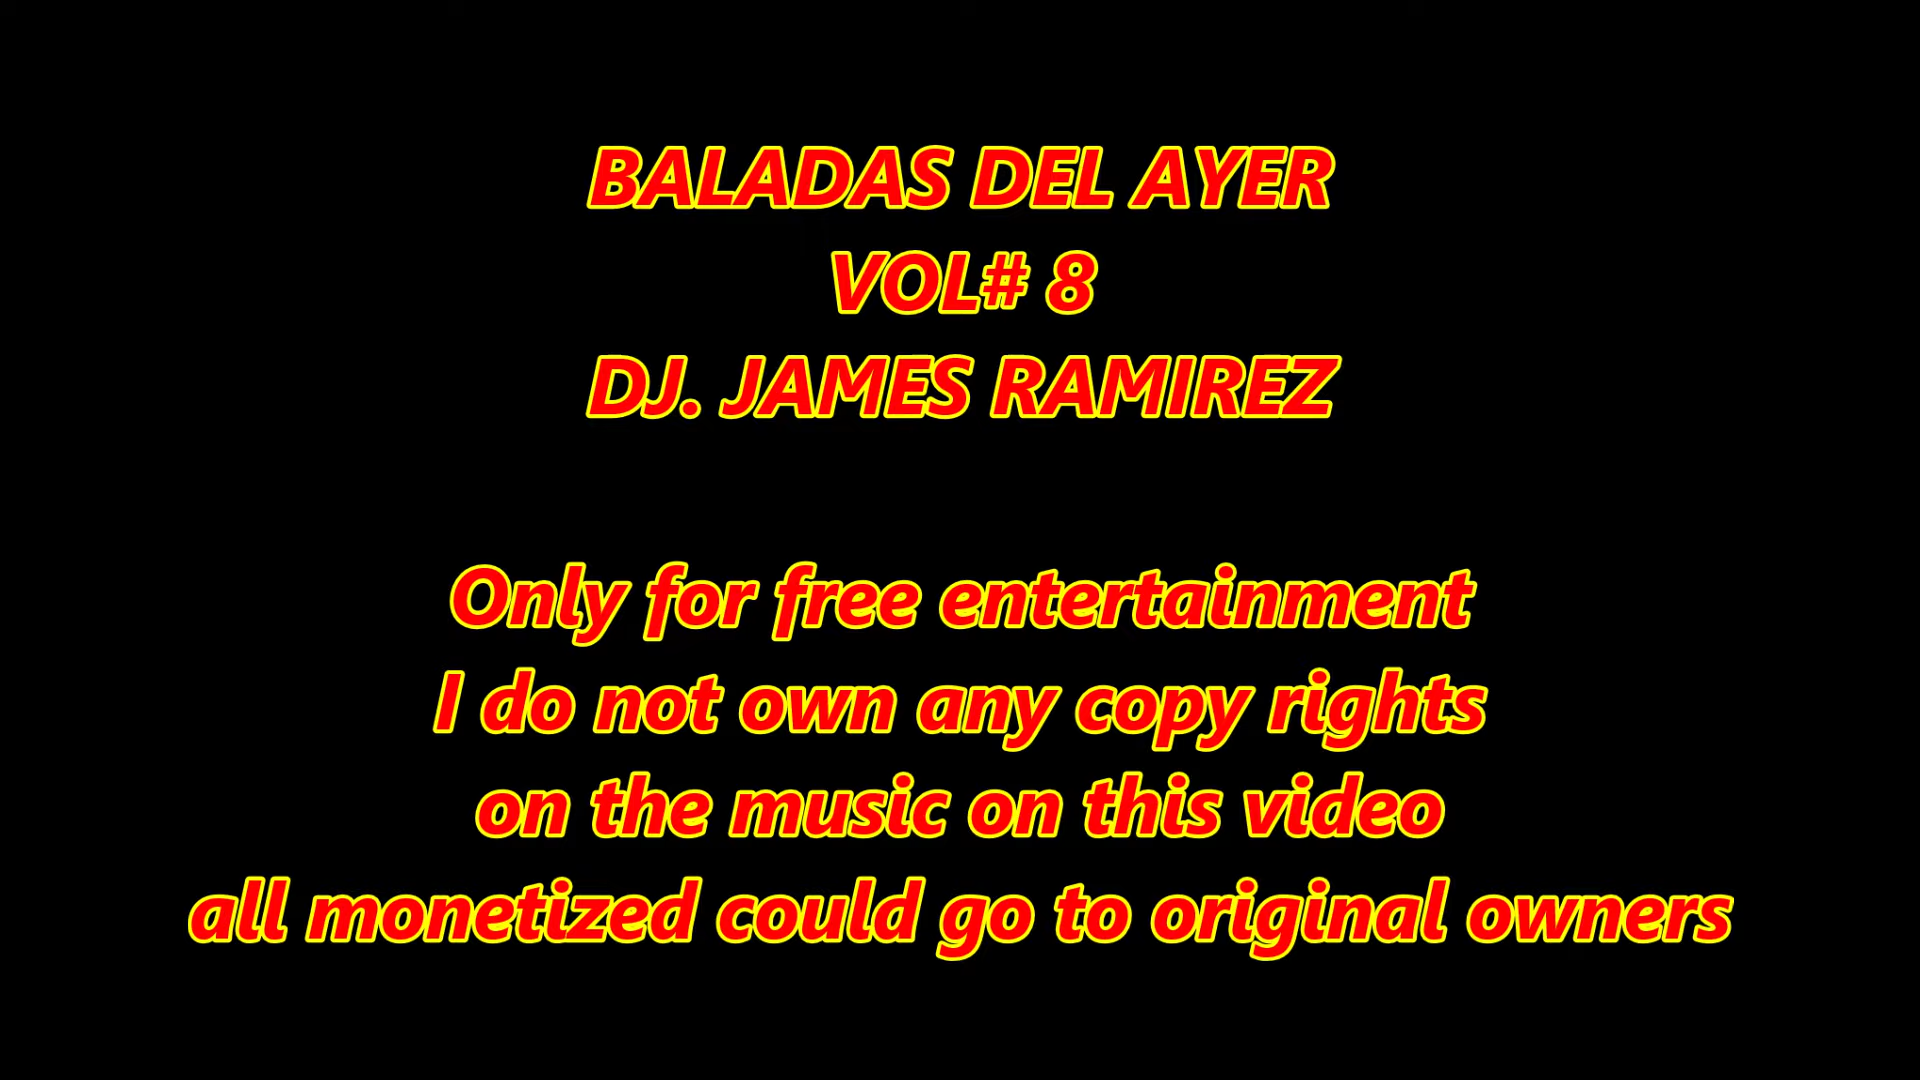 BALADAS DEL AYER
VOL# 8
DJ. JAMES RAMIREZ
Only for free entertainment
I do not own any copy rights
on the music on this video
all monetized could go to original owners